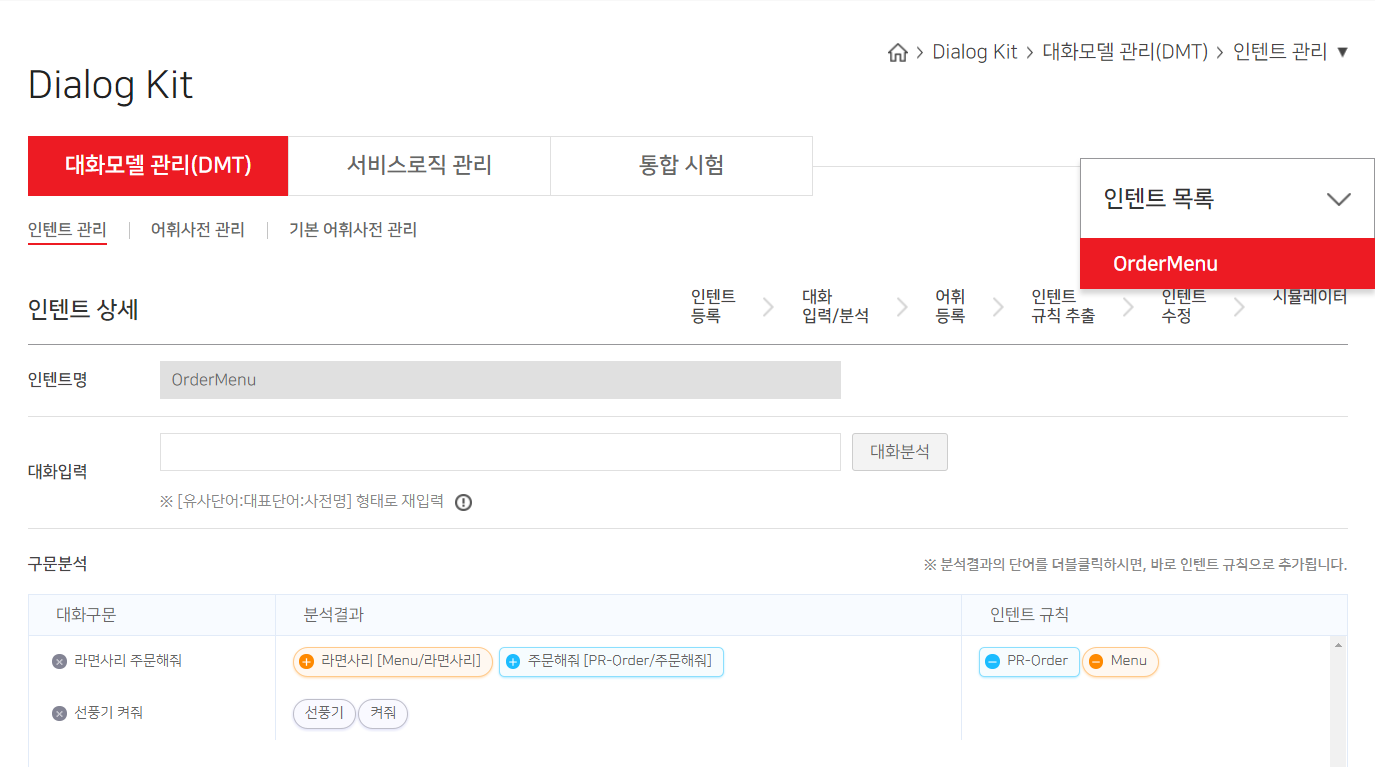 Dialog Kit > 대화모델 관리(DMT) > 인텐트 관리 ▼
Dialog Kit
대화모델 관리(DMT)
서비스로직 관리
통합 시험
인텐트 목록
OrderMenu
인텐트 관리
어휘사전 관리
기본 어휘사전 관리
인텐트 상세
인텐트
등록
대화
입력/분석
어휘
등록
인텐트
규칙 추출
인텐트
수정
시뮬레이터
인텐트명
OrderMenu
대화입력
대화분석
※ [유사단어:대표단어:사전명] 형태로 재입력
구문분석
※ 분석결과의 단어를 더블클릭하시면, 바로 인텐트 규칙으로 추가됩니다.
대화구문
분석결과
인텐트 규칙
라면사리 주문해줘
라면사리 [Menu/라면사리]
주문해줘 [PR-Order/주문해줘]
PR-Order
Menu
선풍기 켜줘
선풍기
켜줘